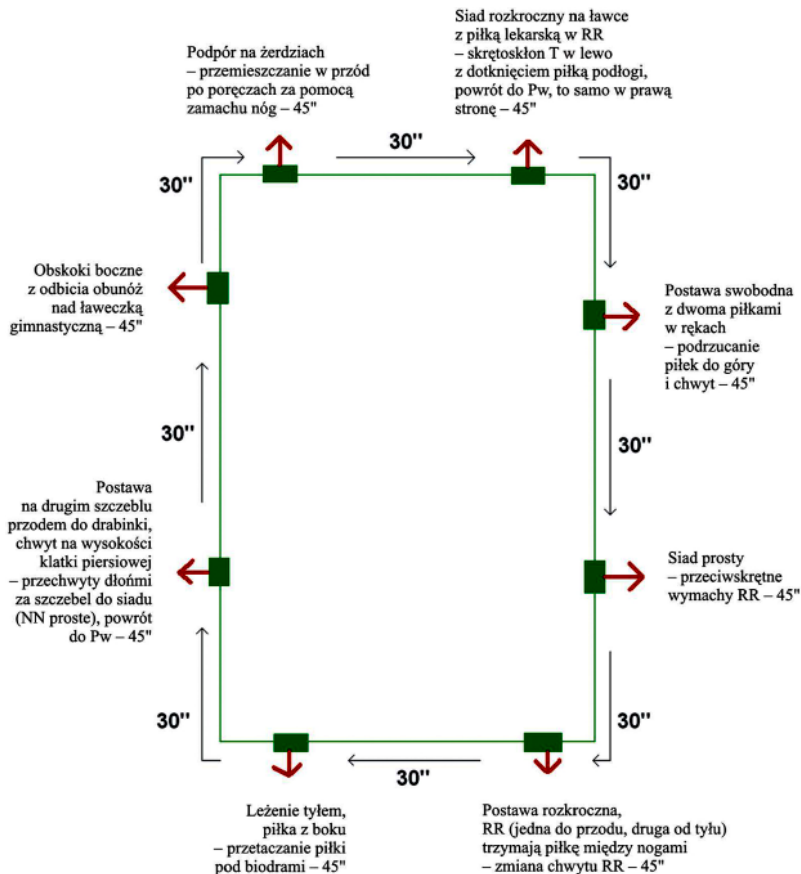 Podpór na żerdziach
– przemieszczanie w przód
po poręczach za pomocą
zamachu nóg – 45"
Siad rozkroczny na ławce
z piłką lekarską w RR
– skrętoskłon T w lewo
z dotknięciem piłką podłogi,
powrót do Pw, to samo w prawą
stronę – 45"
30"
30"
30"
Obskoki boczne
z odbicia obunóż
nad ławeczką
gimnastyczną – 45"
Postawa swobodna
z dwoma piłkami
w rękach
– podrzucanie
piłek do góry
i chwyt – 45"
30"
30"
Postawa
na drugim szczeblu
przodem do drabinki,
chwyt na wysokości
klatki piersiowej
– przechwyty dłońmi
za szczebel do siadu
(NN proste), powrót
do Pw – 45"
Siad prosty
– przeciwskrętne
wymachy RR – 45"
30"
30"
30"
Leżenie tyłem,
piłka z boku
– przetaczanie piłki
pod biodrami – 45"
Postawa rozkroczna,
RR (jedna do przodu, druga od tyłu)
trzymają piłkę między nogami
– zmiana chwytu RR – 45"